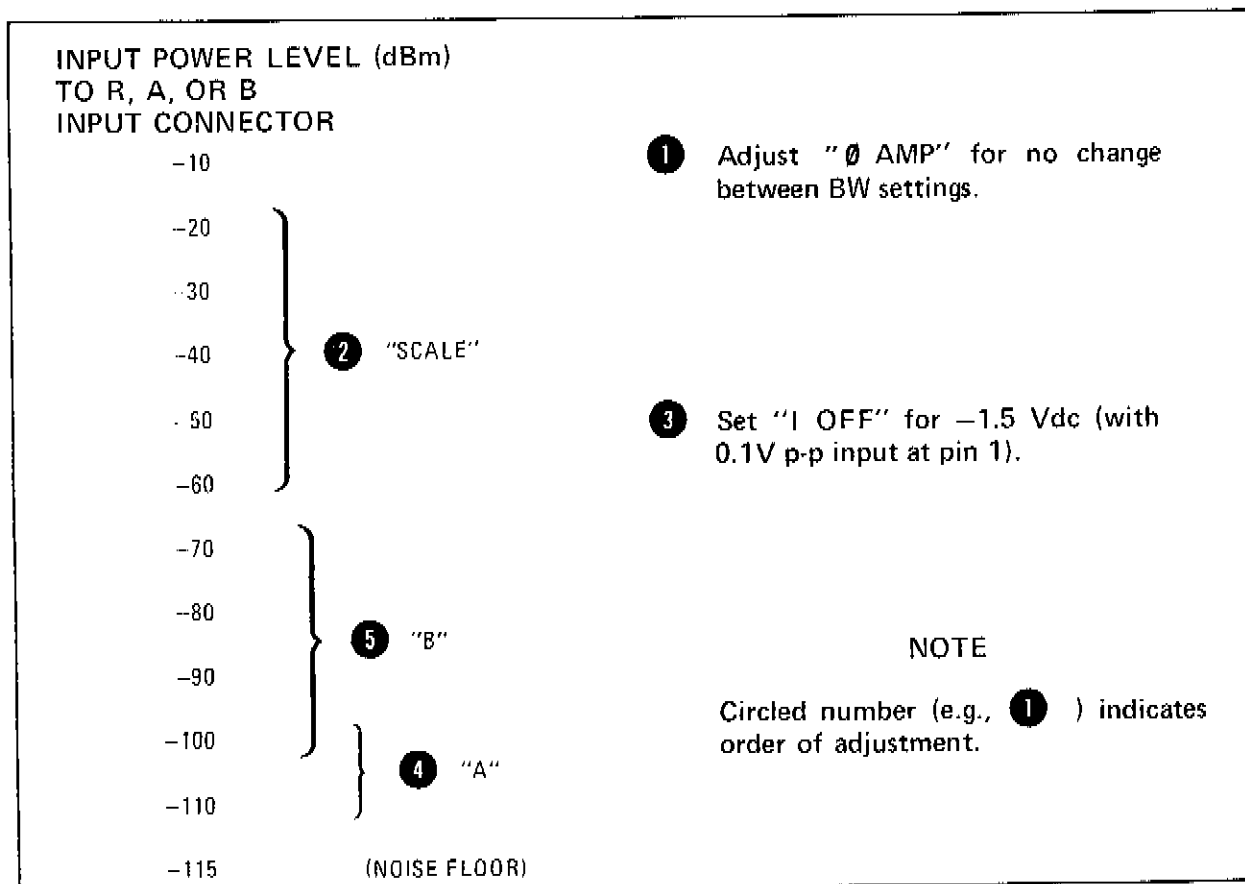 INPUT POWER LEVEL (dBm)
TO R, A, OR B
INPUT CONNECTOR
-10
-20
-30
-40
-50
-60
-70
-80
-90
-100
-110
-115 (NOISE FLOOR)
2 "SCALE"
5 "B"
4 "A"
1 Adjust "Ø AMP" for no change
between BW settings.
3 Set "I OFF" for –1.5 Vdc (with
0.1V p-p input at pin 1).
NOTE
Circled number (e.g., 1 ) indicates
order of adjustment.